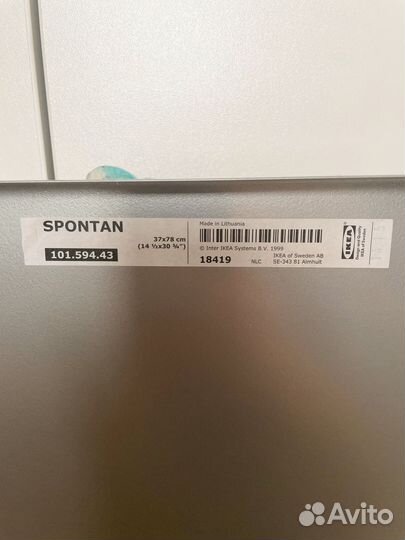 SPONTAN
37x78 cm
(14 ½x30 ¾")
101.594.43
Made in Lithuania
© Inter IKEA Systems B.V. 1999
18419
NLC
IKEA of Sweden AB
SE-343 81 Älmhult
IKEA
Design and Quality
IKEA of Sweden
Avito